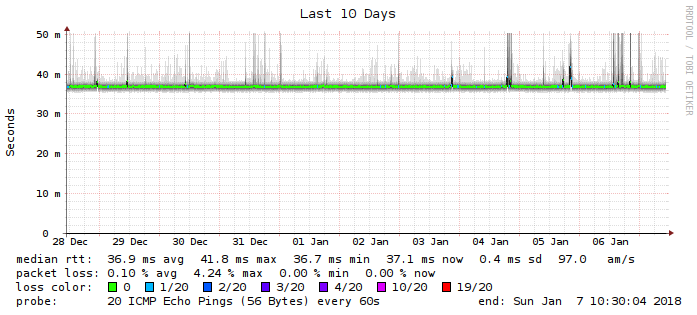 Last 10 Days
RRDTOOL / TOBI OETIKER
Seconds
50 m
40 m
30 m
20 m
10 m
0
28 Dec 29 Dec 30 Dec 31 Dec 01 Jan 02 Jan 03 Jan 04 Jan 05 Jan 06 Jan
median rtt: 36.9 ms avg 41.8 ms max 36.7 ms min 37.1 ms now 0.4 ms sd 97.0 am/s
packet loss: 0.10 % avg 4.24 % max 0.00 % min 0.00 % now
loss color: 0 1/20 2/20 3/20 4/20 10/20 19/20
probe: 20 ICMP Echo Pings (56 Bytes) every 60s end: Sun Jan 7 10:30:04 2018